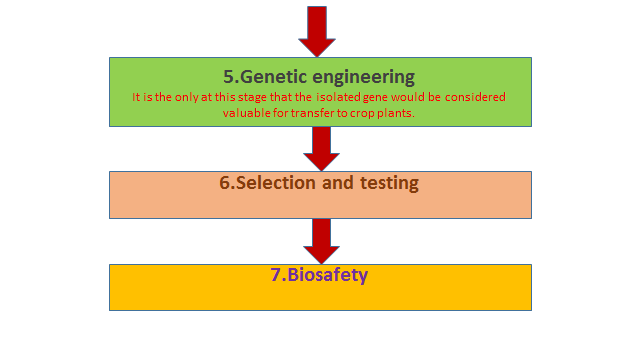 5.Genetic engineering
It is the only at this stage that the isolated gene would be considered
valuable for transfer to crop plants.
6.Selection and testing
7.Biosafety